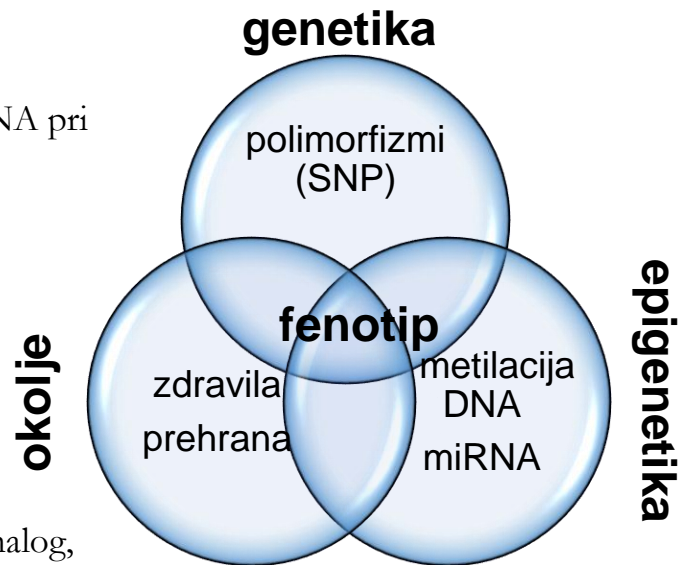 genetika
NA pri
polimorfizmi
(SNP)
fenotip
okolje
zdravila
prehrana
metilacija
DNA
miRNA
epigenetika
nalog,